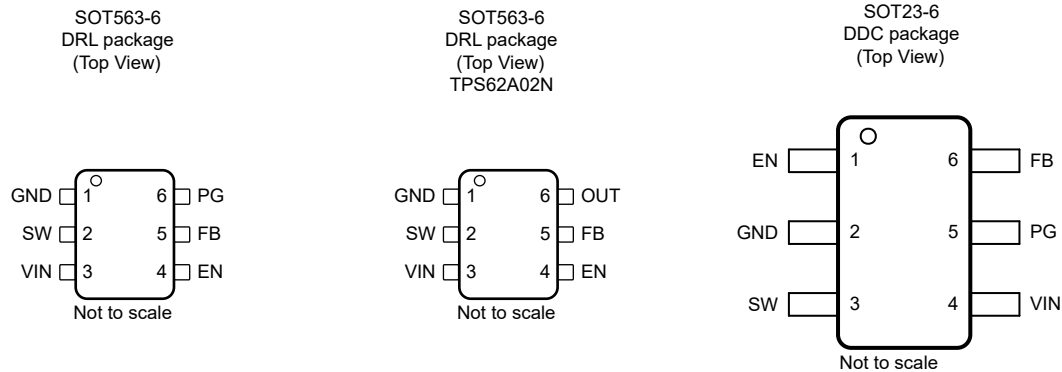 SOT563-6
DRL package
(Top View)
GND 1 6 PG
SW 2 5 FB
VIN 3 4 EN
Not to scale
SOT563-6
DRL package
(Top View)
TPS62A02N
GND 1 6 OUT
SW 2 5 FB
VIN 3 4 EN
Not to scale
SOT23-6
DDC package
(Top View)
EN 1 6 FB
GND 2 5 PG
SW 3 4 VIN
Not to scale